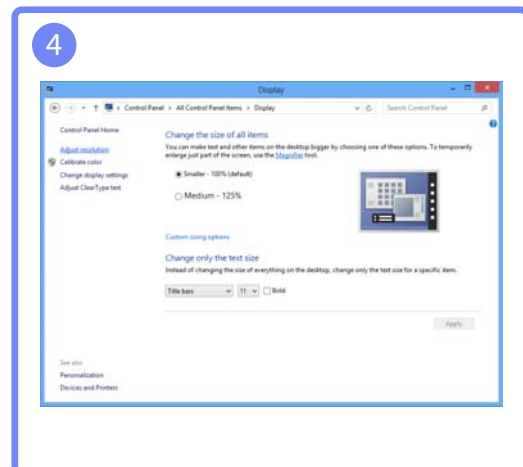 4
Display
Control Panel › All Control Panel Items › Display
Search Control Panel
Control Panel Home
Adjust resolution
Calibrate color
Change display settings
Adjust ClearType text
Change the size of all items
You can make text and other items on the desktop bigger by choosing one of these options. To temporarily
enlarge just part of the screen, use the Magnifier tool.
Smaller - 100% (default)
Medium - 125%
Custom sizing options
Change only the text size
Instead of changing the size of everything on the desktop, change only the text size for a specific item.
Title bars 11 Bold
Apply
See also
Personalization
Devices and Printers